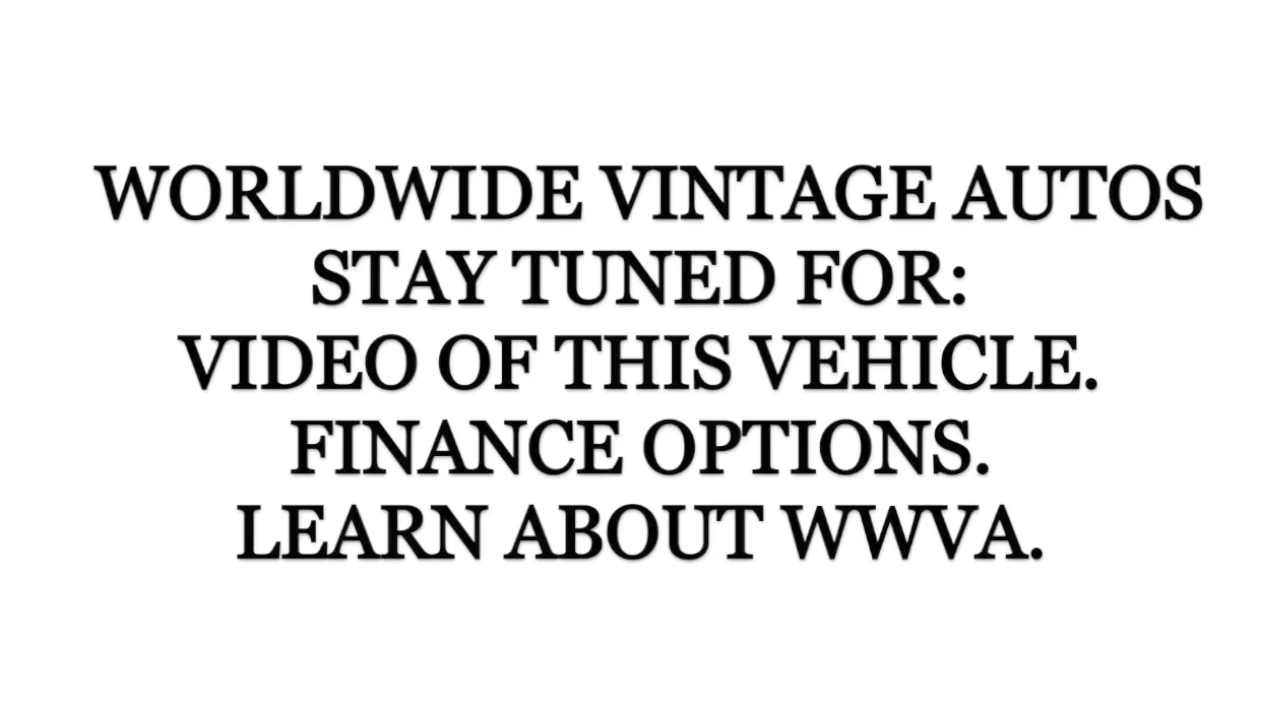 WORLDWIDE VINTAGE AUTOS
STAY TUNED FOR:
VIDEO OF THIS VEHICLE.
FINANCE OPTIONS.
LEARN ABOUT WWVA.